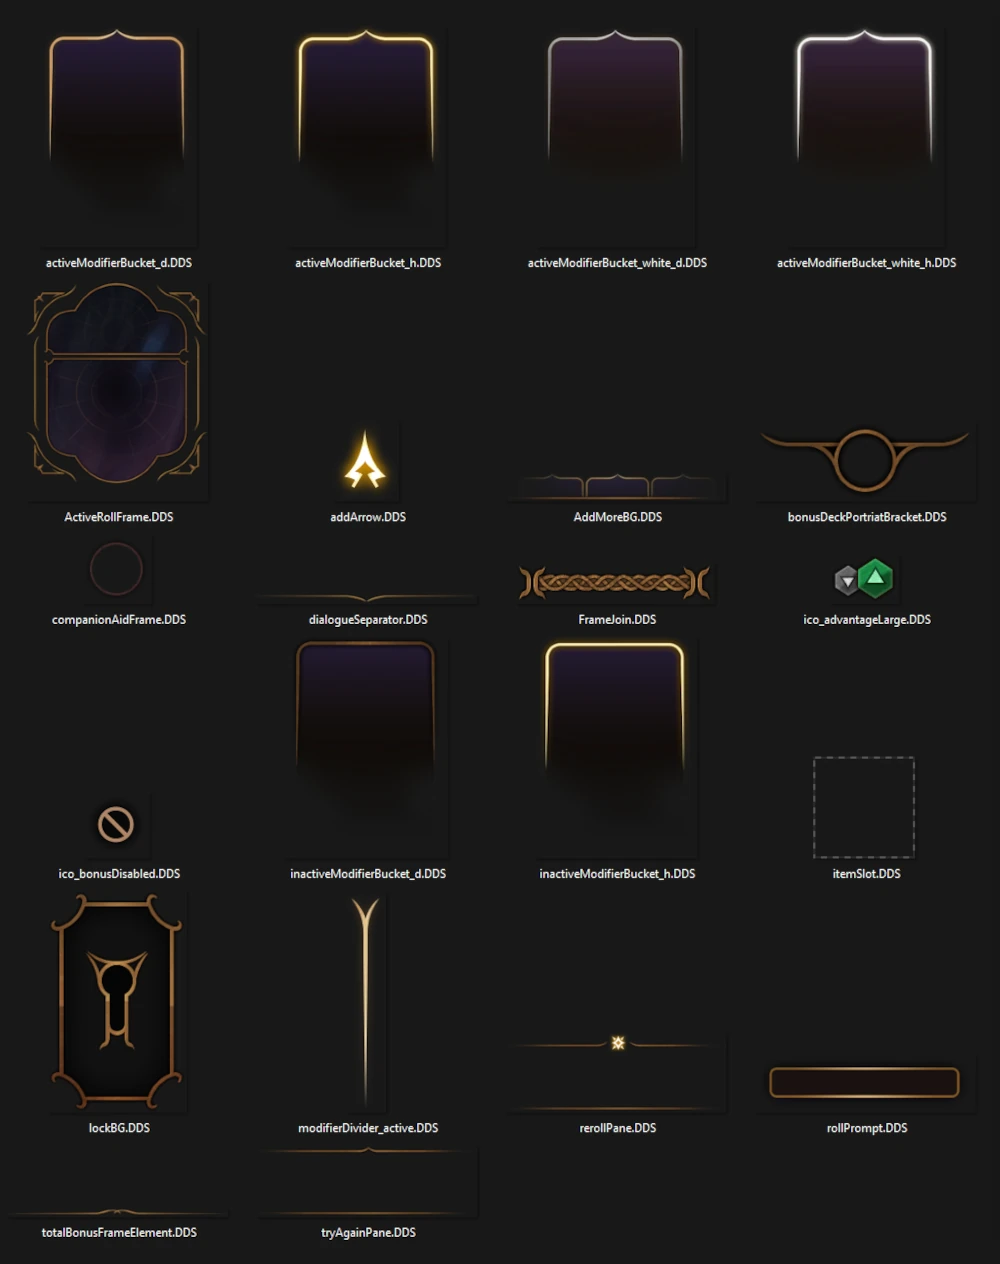 activeModifierBucket_d.DDS
activeModifierBucket_h.DDS
activeModifierBucket_white_d.DDS
activeModifierBucket_white_h.DDS
ActiveRollFrame.DDS
addArrow.DDS
AddMoreBG.DDS
bonusDeckPortriatBracket.DDS
companionAidFrame.DDS
dialogueSeparator.DDS
FrameJoin.DDS
ico_advantageLarge.DDS
ico_bonusDisabled.DDS
inactiveModifierBucket_d.DDS
inactiveModifierBucket_h.DDS
itemSlot.DDS
lockBG.DDS
modifierDivider_active.DDS
rerollPane.DDS
rollPrompt.DDS
totalBonusFrameElement.DDS
tryAgainPane.DDS